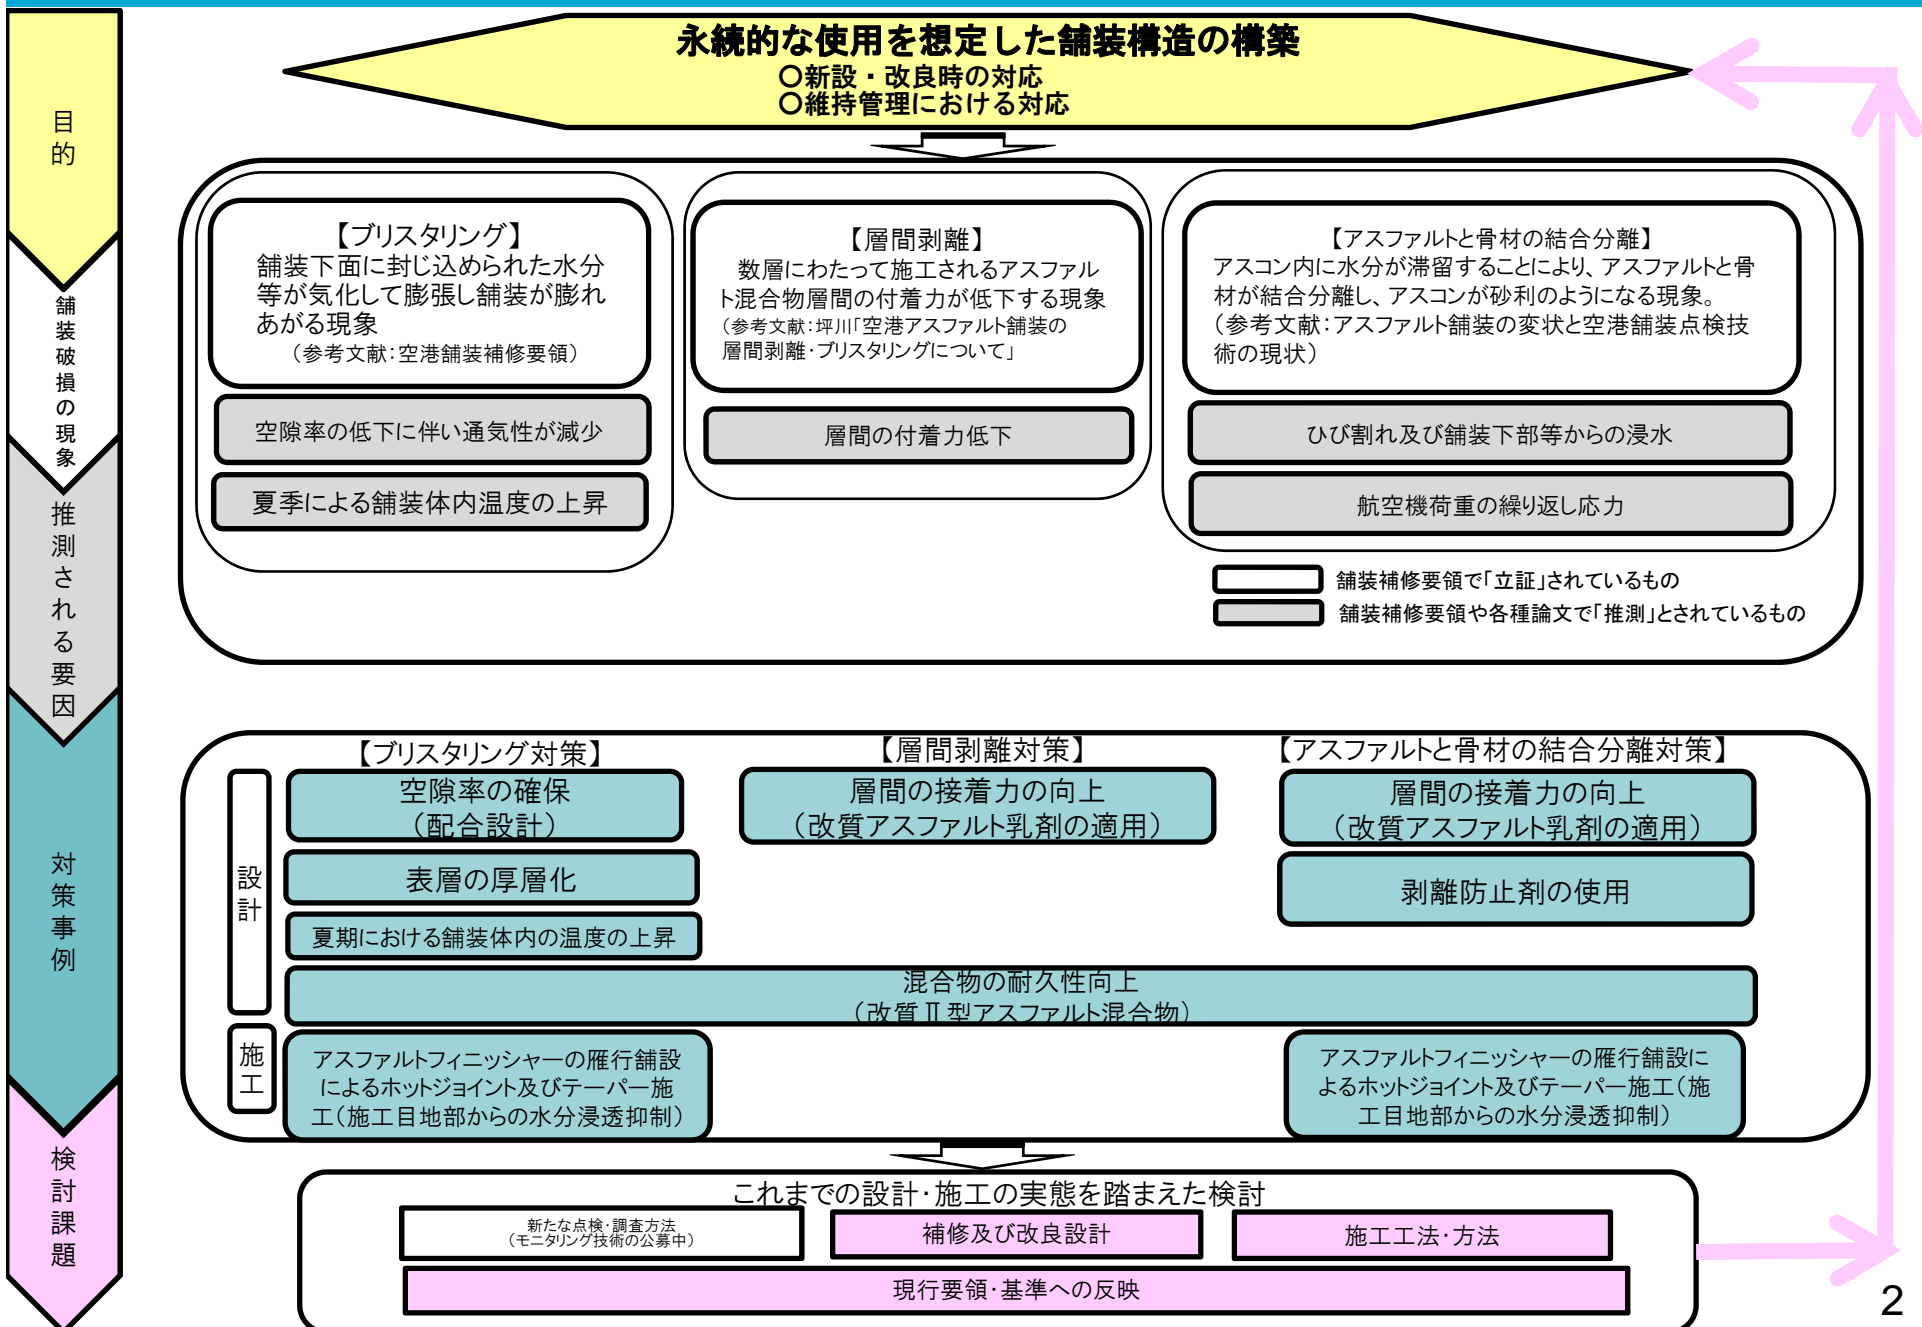 永続的な使用を想定した舗装構造の構築
○新設・改良時の対応
○維持管理における対応
目的
舗装破損の現象
推測される要因
対策事例
検討課題
【ブリスタリング】
舗装下面に封じ込められた水分
等が気化して膨張し舗装が膨れ
あがる現象
（参考文献：空港舗装補修要領）
空隙率の低下に伴い通気性が減少
夏季による舗装体内温度の上昇
【層間剥離】
数層にわたって施工されるアスファル
ト混合物層間の付着力が低下する現象
（参考文献：坪川「空港アスファルト舗装の
層間剥離・ブリスタリングについて」
層間の付着力低下
【アスファルトと骨材の結合分離】
アスコン内に水分が滞留することにより、アスファルトと骨
材が結合分離し、アスコンが砂利のようになる現象。
（参考文献：アスファルト舗装の変状と空港舗装点検技
術の現状）
ひび割れ及び舗装下部等からの浸水
航空機荷重の繰り返し応力
舗装補修要領で「立証」されているもの
舗装補修要領や各種論文で「推測」とされているもの
設計
施工
【ブリスタリング対策】
空隙率の確保
（配合設計）
表層の厚層化
夏期における舗装体内の温度の上昇
【層間剥離対策】
層間の接着力の向上
（改質アスファルト乳剤の適用）
【アスファルトと骨材の結合分離対策】
層間の接着力の向上
（改質アスファルト乳剤の適用）
剥離防止剤の使用
混合物の耐久性向上
（改質Ⅱ型アスファルト混合物）
アスファルトフィニッシャーの雁行舗設
によるホットジョイント及びテーパー施
工（施工目地部からの水分浸透抑制）
アスファルトフィニッシャーの雁行舗設に
よるホットジョイント及びテーパー施工（施
工目地部からの水分浸透抑制）
これまでの設計・施工の実態を踏まえた検討
新たな点検・調査方法
（モニタリング技術の公募中）
補修及び改良設計
施工工法・方法
現行要領・基準への反映
2